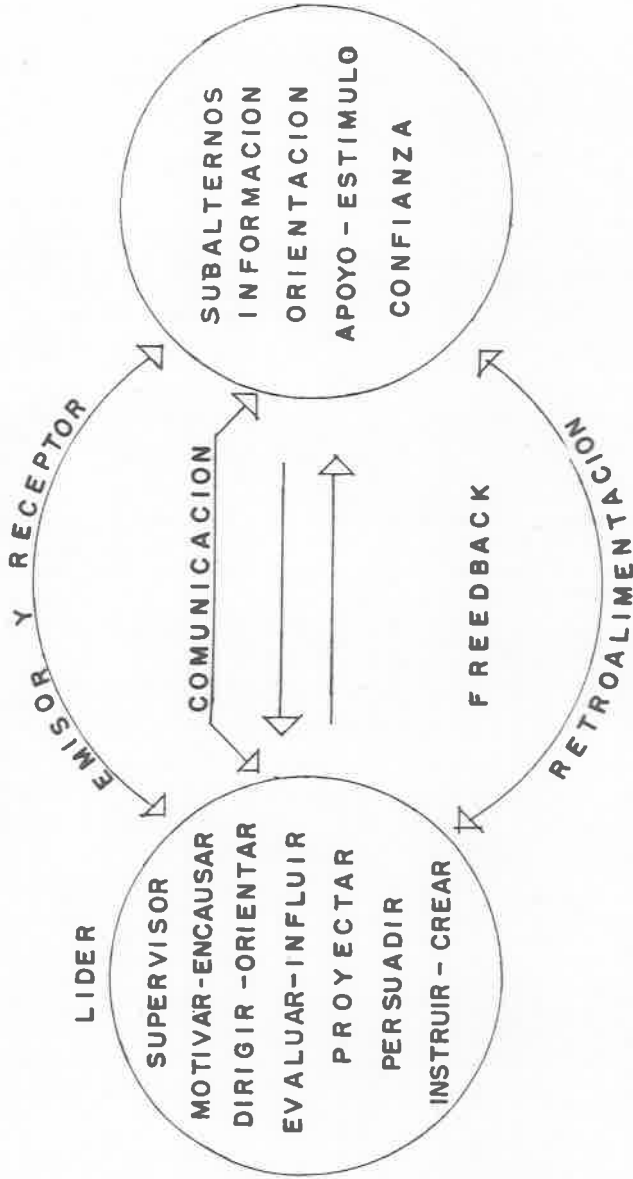 LIDER
SUPERVISOR
MOTIVAR-ENCAUSAR
DIRIGIR-ORIENTAR
EVALUAR-INFLUIR
PROYECTAR
PERSUADIR
INSTRUIR-CREAR
EMISOR Y RECEPTOR
COMUNICACION
FREEDBACK
RETROALIMENTACION
SUBALTERNOS
INFORMACION
ORIENTACION
APOYO-ESTIMULO
CONFIANZA